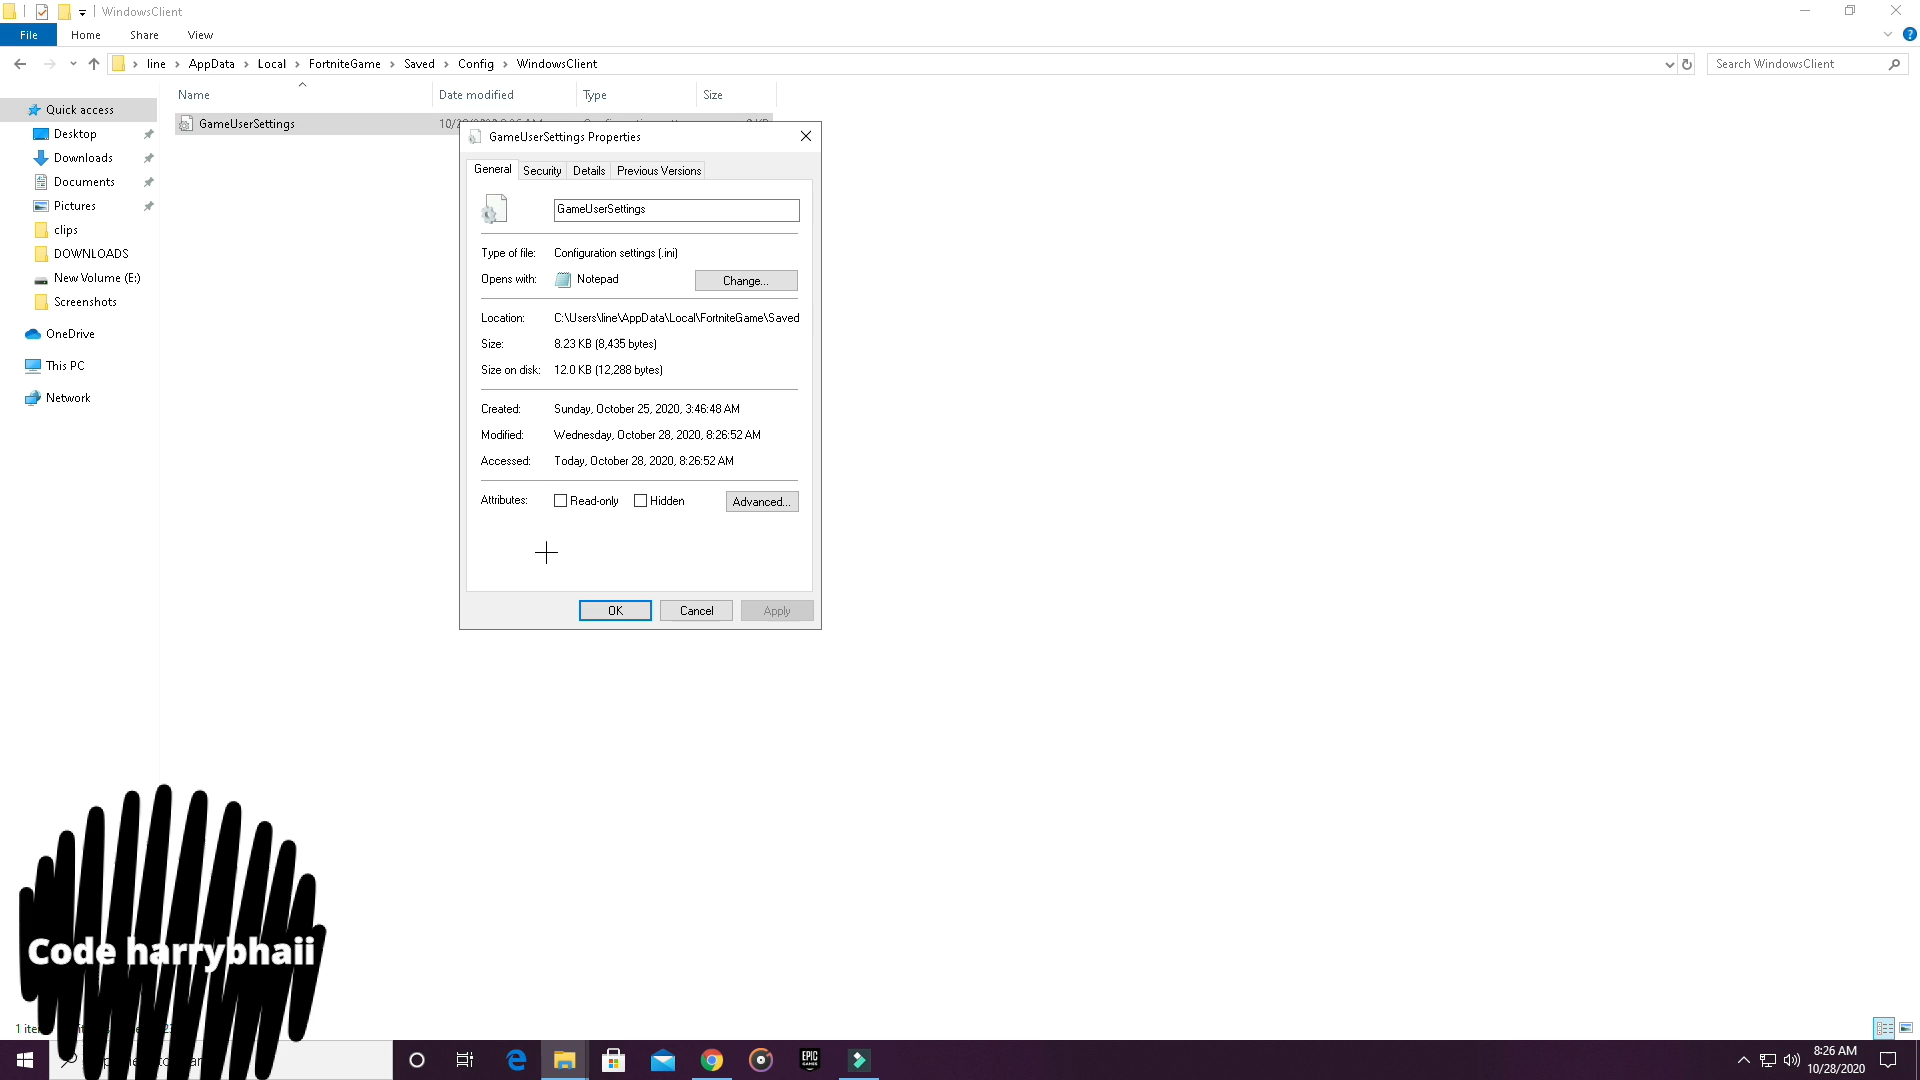 WindowsClient
File Home Share View
line AppData Local FortniteGame Saved Config WindowsClient
Search WindowsClient
Name Date modified Type Size
Quick access
GameUserSettings
Desktop
Downloads
Documents
Pictures
clips
DOWNLOADS
New Volume (E:)
Screenshots
OneDrive
This PC
Network
GameUserSettings Properties
General Security Details Previous Versions
GameUserSettings
Type of file: Configuration settings (.ini)
Opens with: Notepad Change...
Location: C:\Users\line\AppData\Local\FortniteGame\Saved
Size: 8.23 KB (8,435 bytes)
Size on disk: 12.0 KB (12,288 bytes)
Created: Sunday, October 25, 2020, 3:46:48 AM
Modified: Wednesday, October 28, 2020, 8:26:52 AM
Accessed: Today, October 28, 2020, 8:26:52 AM
Attributes: Read-only Hidden Advanced...
OK Cancel Apply
Code harrybhaii
1
EPIC
GAMES
8:26 AM
10/28/2020